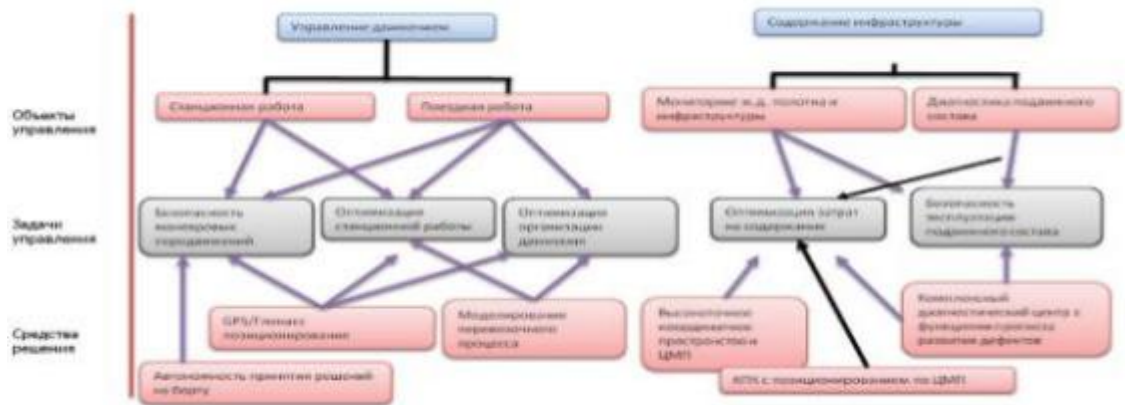 Управление движением
Содержание инфраструктуры
Объекты
управления
Станционная работа
Поездная работа
Мониторинг ж.д. полотна и
инфраструктуры
Диагностика подвижного
состава
Задачи
управления
Безопасность
маневровых
передвижений
Оптимизация
станционной работы
Оптимизация
организации
движения
Оптимизация затрат
на содержание
Безопасность
эксплуатации
подвижного состава
Средства
решения
GPS/Глонасс
позиционирование
Моделирование
перевозочного
процесса
Высокоточное
координатное
пространство и
ЦМП
Комплексный
диагностический центр с
функциями прогноза
развития дефектов
Автономность принятия решений
на борту
с позиционированием по ЦМП